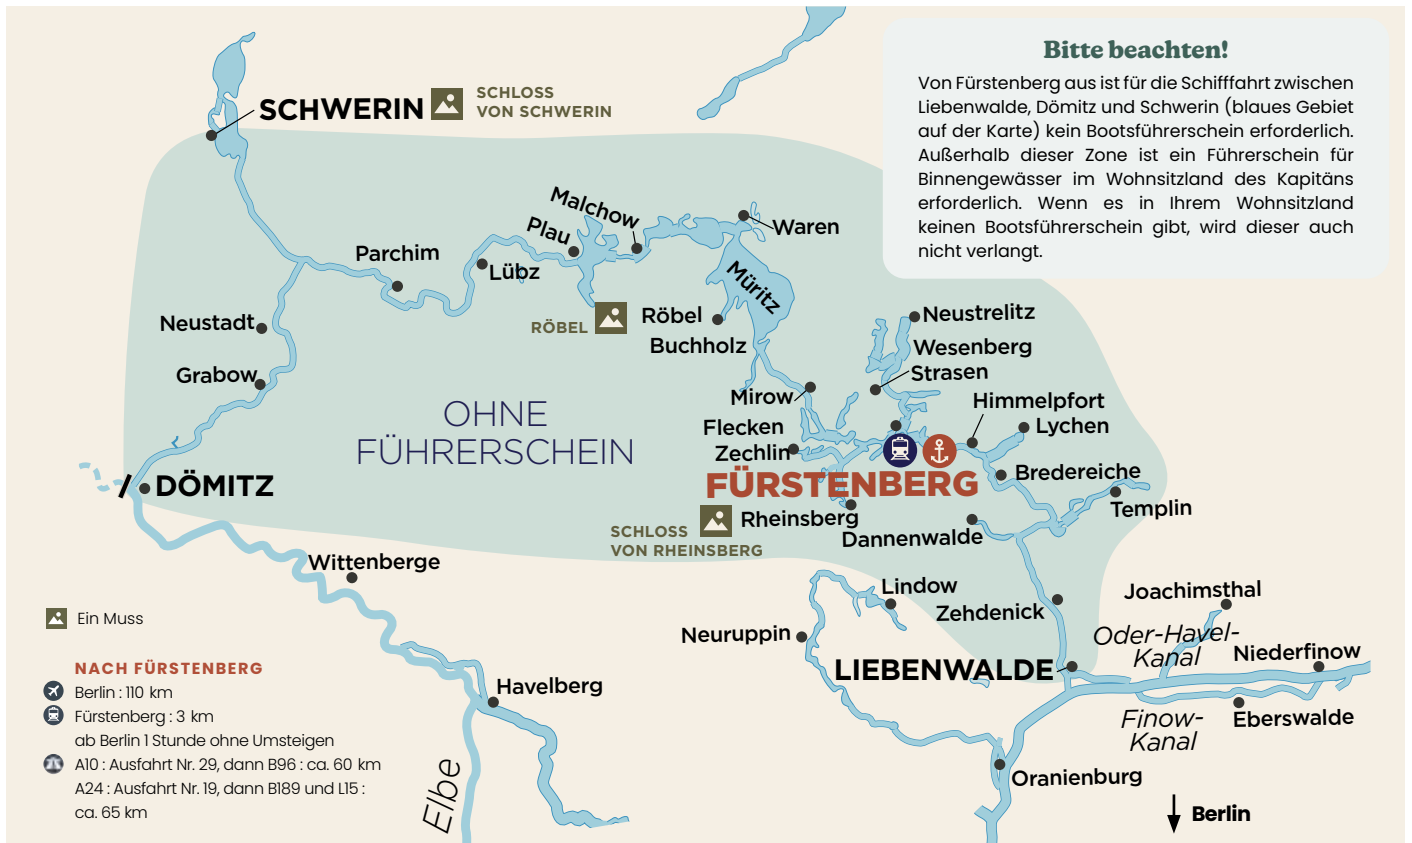 Bitte beachten!
Von Fürstenberg aus ist für die Schifffahrt zwischen
Liebenwalde, Dömitz und Schwerin (blaues Gebiet
auf der Karte) kein Bootsführerschein erforderlich.
Außerhalb dieser Zone ist ein Führerschein für
Binnengewässer im Wohnsitzland des Kapitäns
erforderlich. Wenn es in Ihrem Wohnsitzland
keinen Bootsführerschein gibt, wird dieser auch
nicht verlangt.
SCHWERIN
SCHLOSS
VON SCHWERIN
Malchow
Plau
Waren
Parchim
Lübz
Müritz
Neustadt
RÖBEL
Röbel
Buchholz
Neustrelitz
Wesenberg
Strasen
Grabow
Mirow
Himmelpfort
OHNE
FÜHRERSCHEIN
Flecken
Zechlin
Lychen
DÖMITZ
FÜRSTENBERG
Bredereiche
Templin
SCHLOSS
VON RHEINSBERG
Rheinsberg
Dannenwalde
Wittenberge
Lindow
Zehdenick
Joachimsthal
Neuruppin
Oder-Havel-
Kanal
Niederfinow
LIEBENWALDE
Havelberg
Finow-
Kanal
Eberswalde
Elbe
Oranienburg
Berlin
Ein Muss
NACH FÜRSTENBERG
Berlin : 110 km
Fürstenberg : 3 km
ab Berlin 1 Stunde ohne Umsteigen
A10 : Ausfahrt Nr. 29, dann B96 : ca. 60 km
A24 : Ausfahrt Nr. 19, dann B189 und L15 :
ca. 65 km